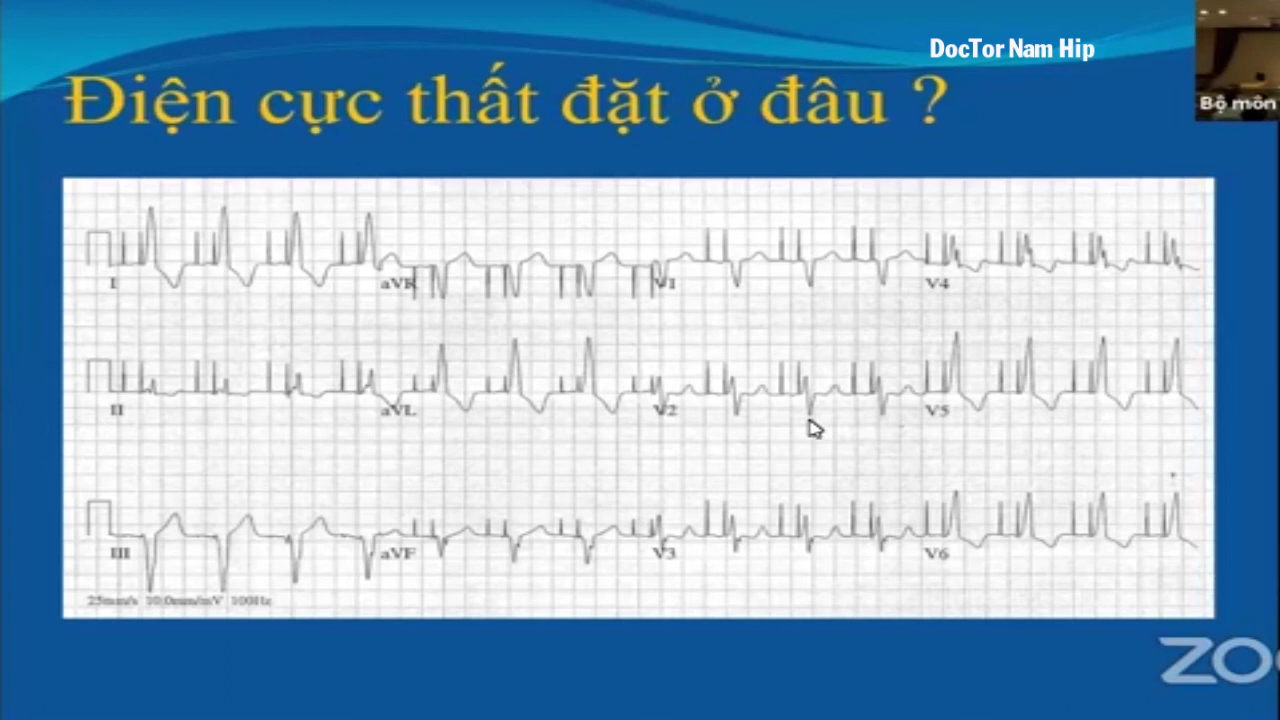 DocTor Nam Hip
Điện cực thất đặt ở đâu ?
Bộ môn
I
aVR
V1
V4
II
aVL
V2
V5
III
aVF
V3
V6
25mm/s 10.0mm/mV 100Hz
ZO